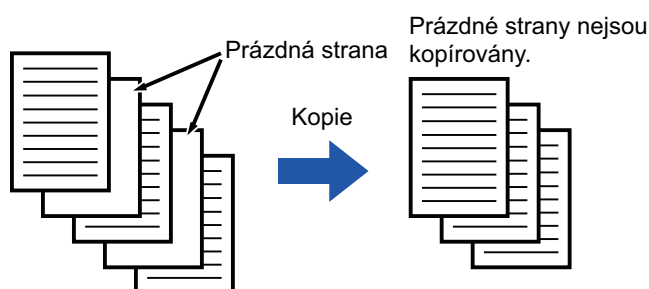 Prázdná strana
Kopie
Prázdné strany nejsou
kopírovány.